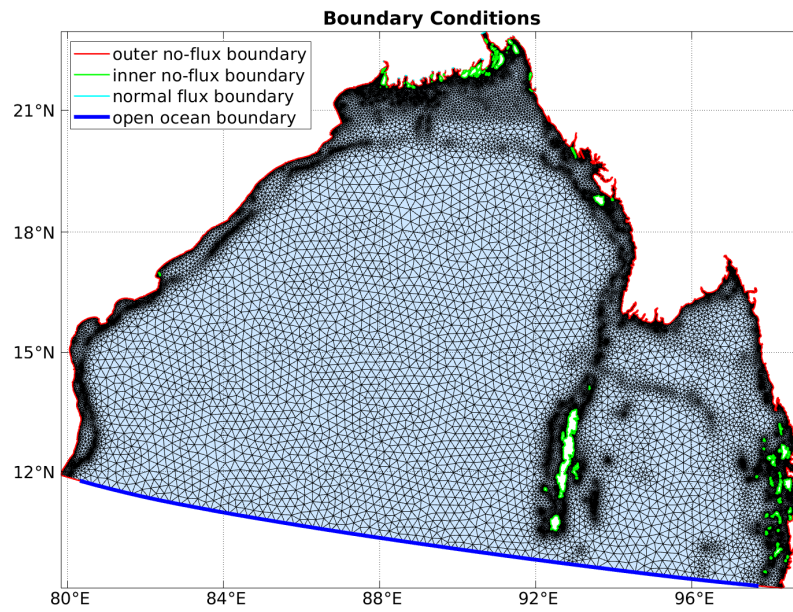 Boundary Conditions
outer no-flux boundary
inner no-flux boundary
normal flux boundary
open ocean boundary
21°N
18°N
15°N
12°N
80°E 84°E 88°E 92°E 96°E